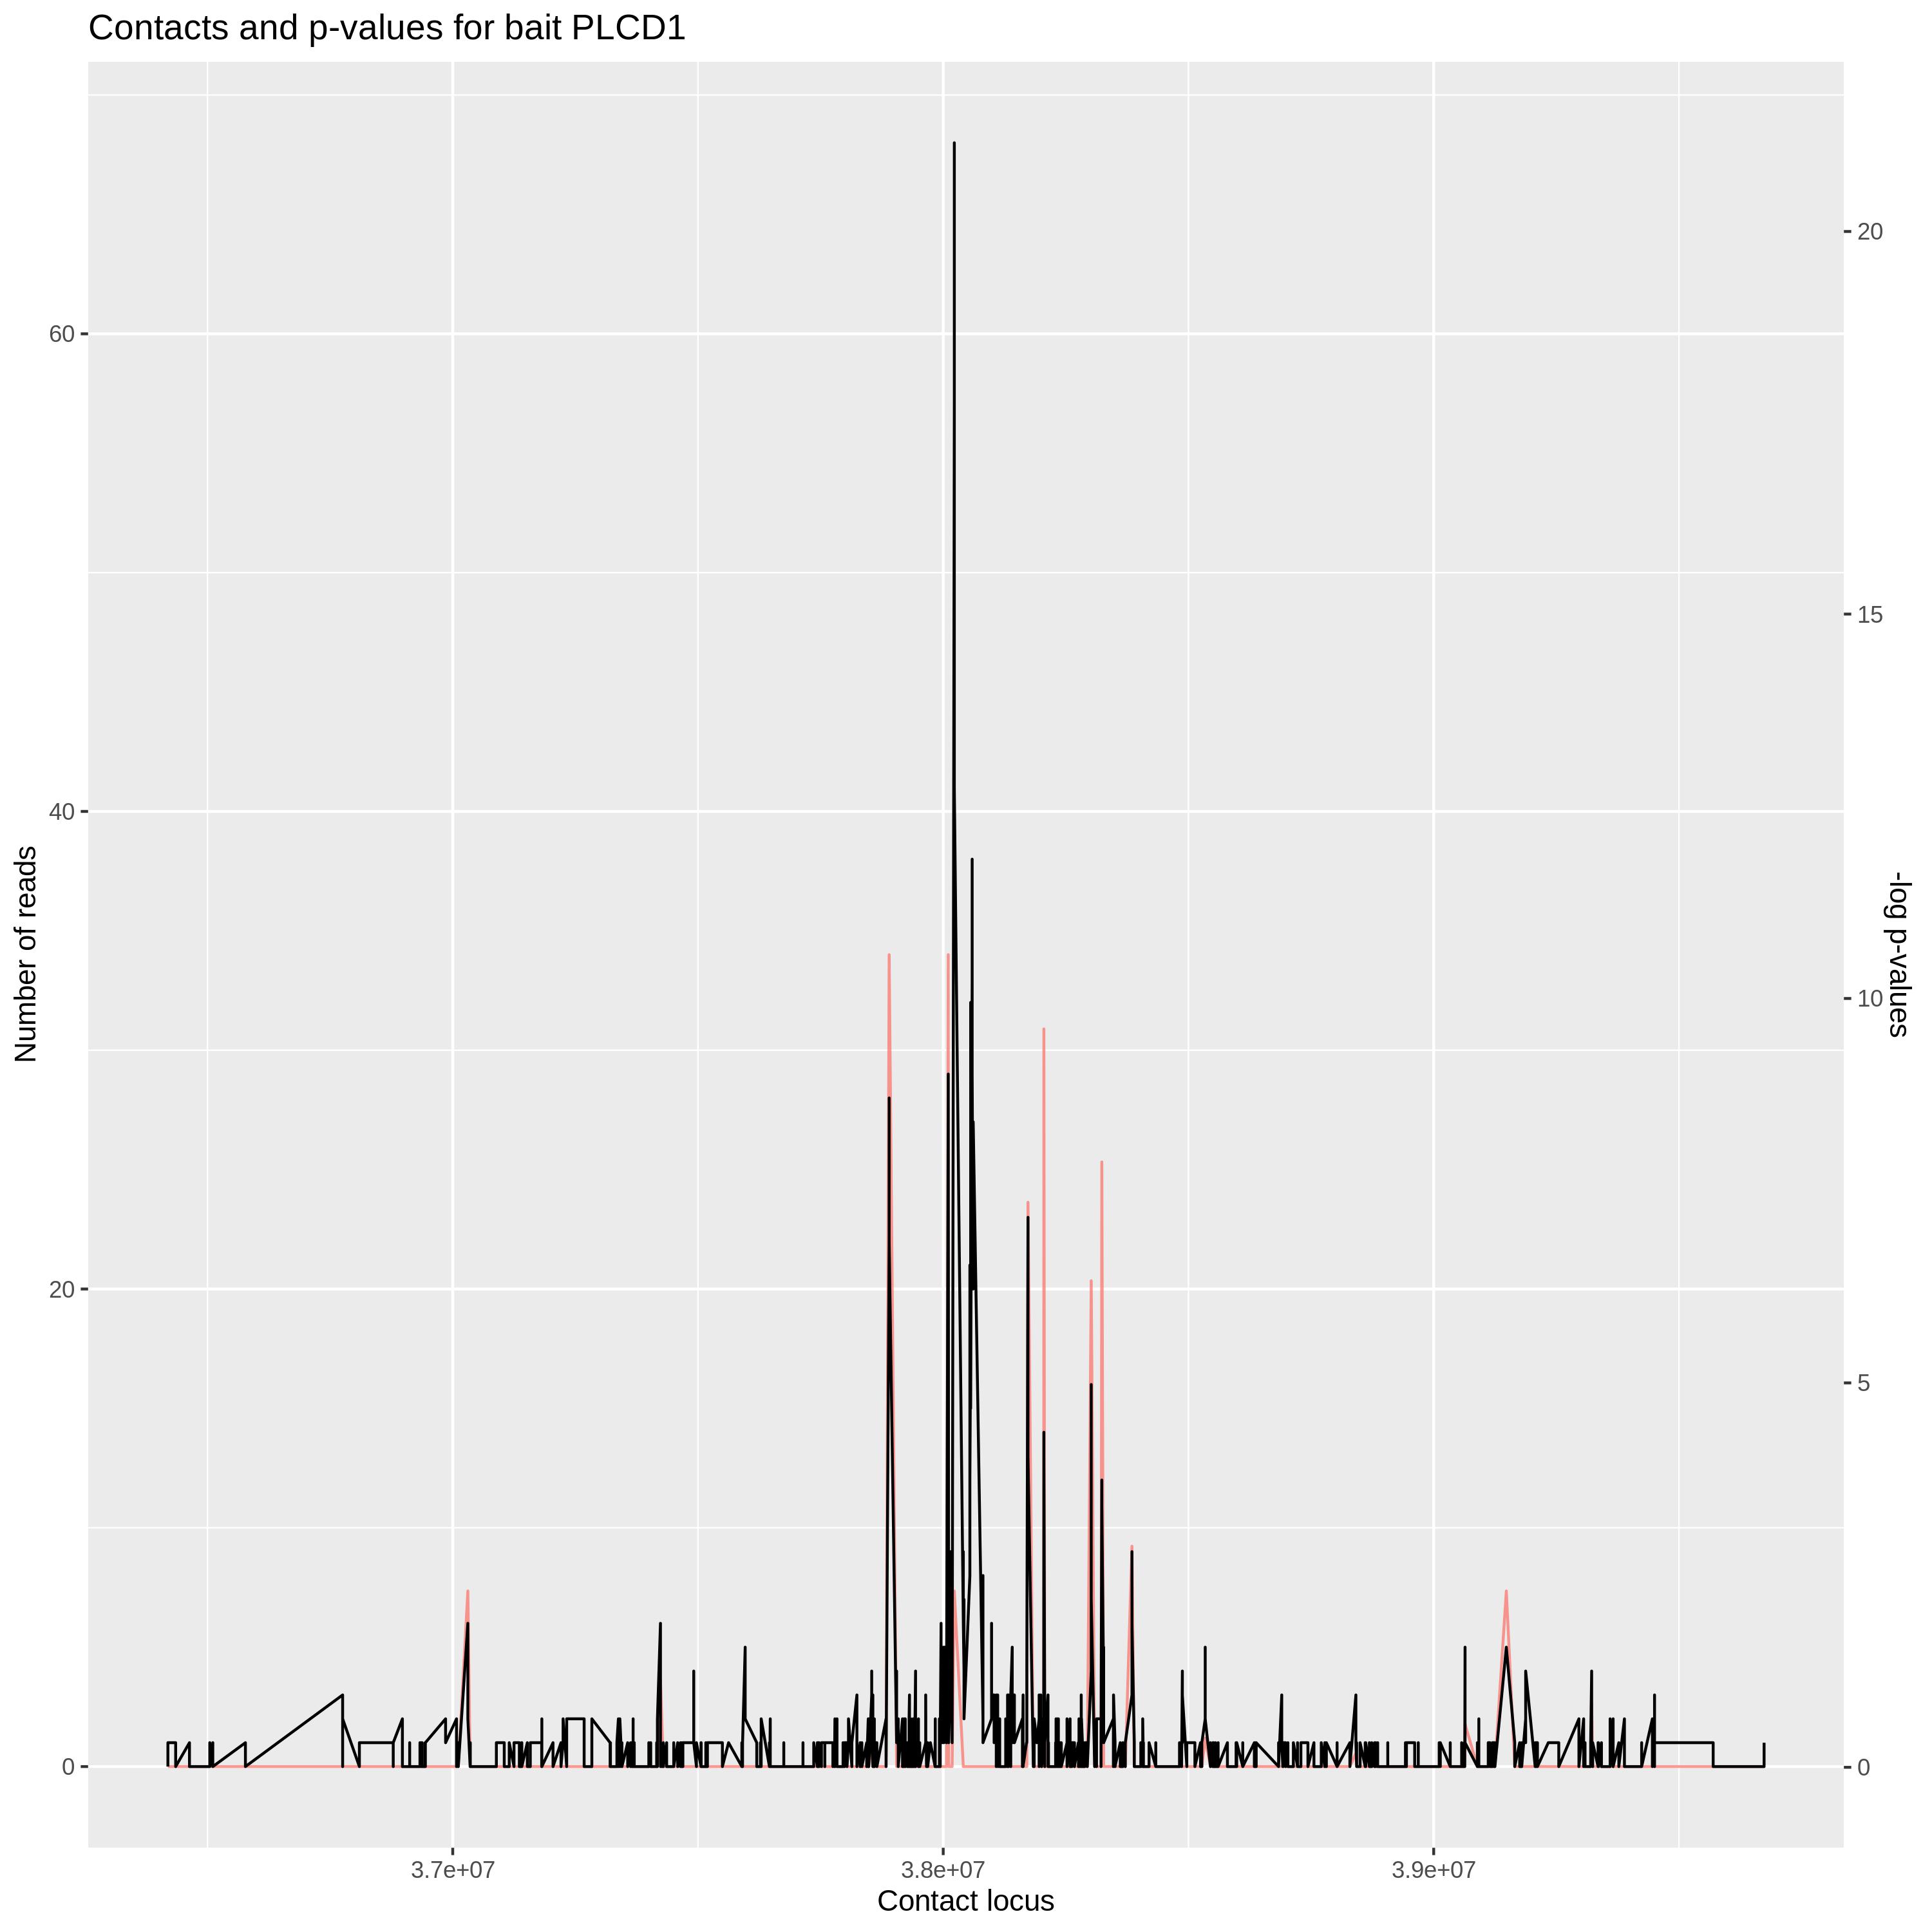 Contacts and p-values for bait PLCD1
60
40
20
0
Number of reads
20
15
10
5
0
-log p-values
3.7e+07
3.8e+07
3.9e+07
Contact locus